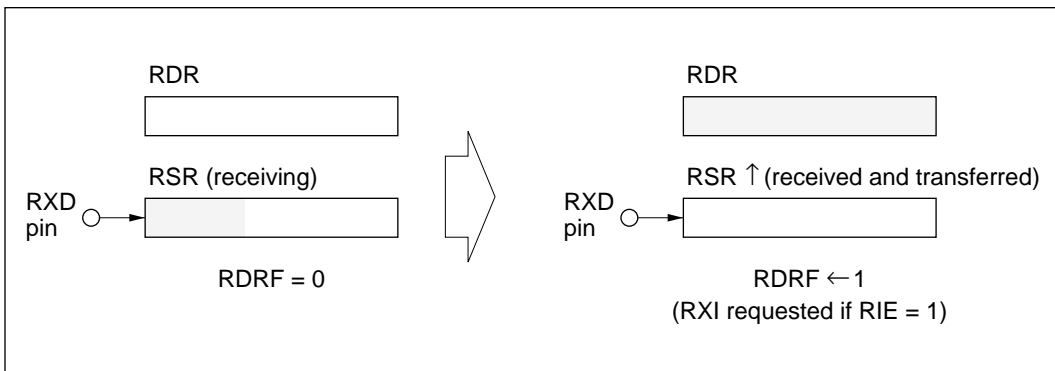 RDR
RSR (receiving)
RXD
pin
RDRF = 0
RDR
RSR ↑ (received and transferred)
RXD
pin
RDRF ← 1
(RXI requested if RIE = 1)